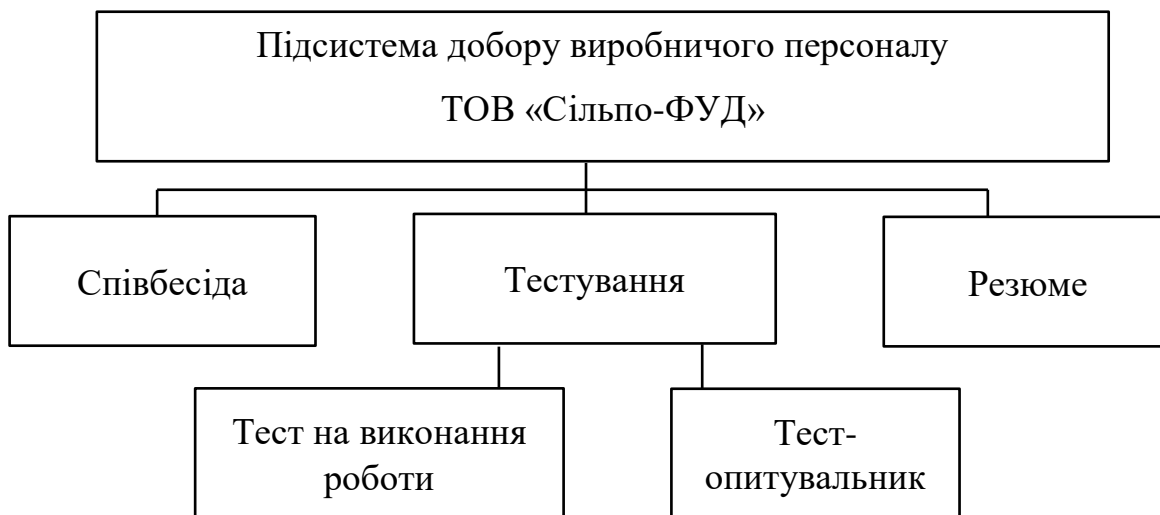 Підсистема добору виробничого персоналу
ТОВ «Сільпо-ФУД»
Співбесіда
Тестування
Резюме
Тест на виконання
роботи
Тест-
опитувальник